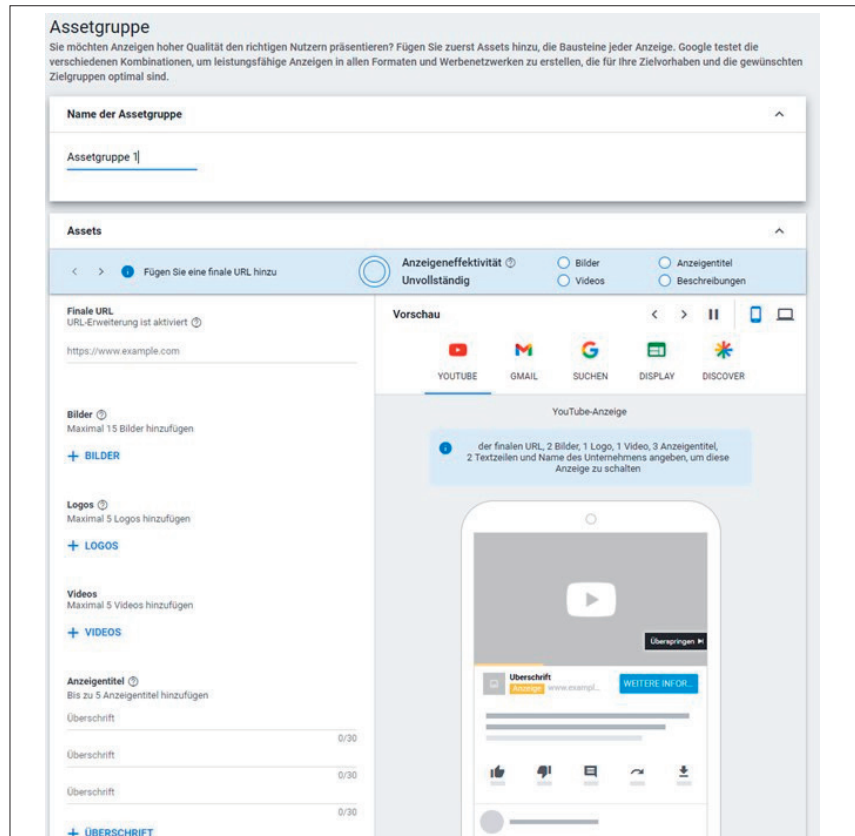 Assetgruppe
Sie möchten Anzeigen hoher Qualität den richtigen Nutzern präsentieren? Fügen Sie zuerst Assets hinzu, die Bausteine jeder Anzeige. Google testet die
verschiedenen Kombinationen, um leistungsfähige Anzeigen in allen Formaten und Werbenetzwerken zu erstellen, die für Ihre Zielvorhaben und die gewünschten
Zielgruppen optimal sind.
Name der Assetgruppe
Assetgruppe 1
Assets
Fügen Sie eine finale URL hinzu
Anzeigeneffektivität
Unvollständig
Bilder
Videos
Anzeigentitel
Beschreibungen
Finale URL
URL-Erweiterung ist aktiviert
https://www.example.com
Bilder
Maximal 15 Bilder hinzufügen
+ BILDER
Logos
Maximal 5 Logos hinzufügen
+ LOGOS
Videos
Maximal 5 Videos hinzufügen
+ VIDEOS
Anzeigentitel
Bis zu 5 Anzeigentitel hinzufügen
Überschrift
0/30
Überschrift
0/30
Überschrift
0/30
+ ÜBERSCHRIFT
Vorschau
YOUTUBE
GMAIL
SUCHEN
DISPLAY
DISCOVER
YouTube-Anzeige
der finalen URL, 2 Bilder, 1 Logo, 1 Video, 3 Anzeigentitel,
2 Textzeilen und Name des Unternehmens angeben, um diese
Anzeige zu schalten
Überspringen
Überschrift
Anzeige www.exampl...
WEITERE INFOR...